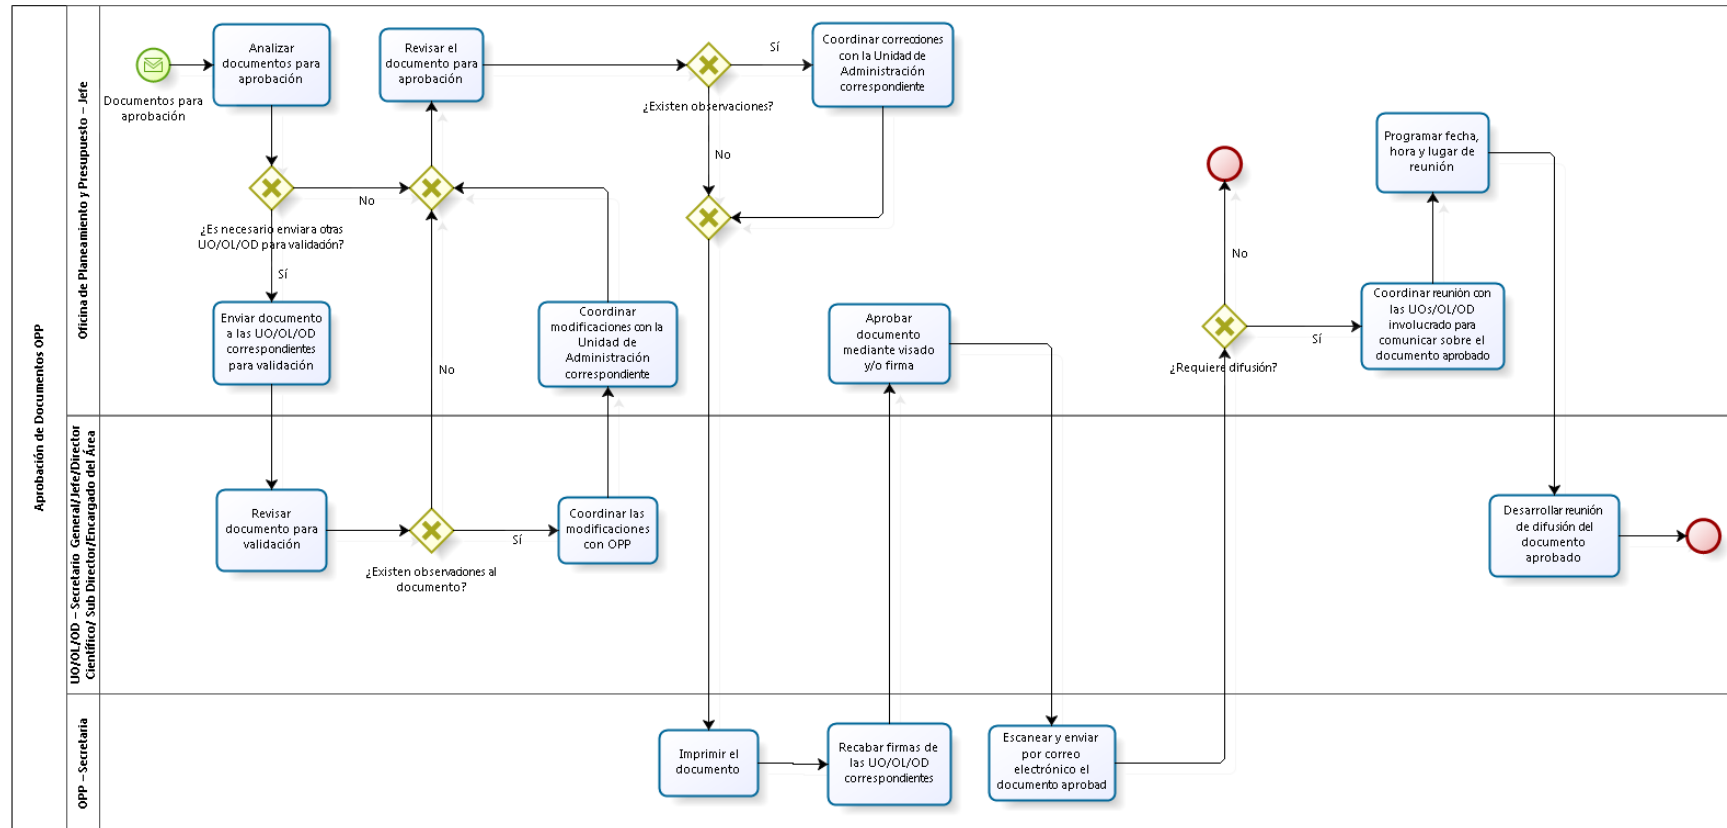 Aprobación de Documentos OPP
Oficina de Planeamiento y Presupuesto – Jefe
Documentos para
aprobación
Analizar
documentos para
aprobación
¿Es necesario enviar a otras
UO/OL/OD para validación?
No
Sí
Enviar documento
a las UO/OL/OD
correspondientes
para validación
Revisar el
documento para
aprobación
No
Coordinar
modificaciones con la
Unidad de
Administración
correspondiente
¿Existen observaciones?
Sí
No
Coordinar correcciones
con la Unidad de
Administración
correspondiente
Aprobar
documento
mediante visado
y/o firma
No
¿Requiere difusión?
Sí
Coordinar reunión con
las UOs/OL/OD
involucrado para
comunicar sobre el
documento aprobado
Programar fecha,
hora y lugar de
reunión
UO/OL/OD – Secretario General/Jefe/Director
Científico/ Sub Director/Encargado del Área
Revisar
documento para
validación
¿Existen observaciones al
documento?
Sí
Coordinar las
modificaciones
con OPP
Desarrollar reunión
de difusión del
documento
aprobado
OPP – Secretaria
Imprimir el
documento
Recabar firmas de
las UO/OL/OD
correspondientes
Escanear y enviar
por correo
electrónico el
documento aprobad